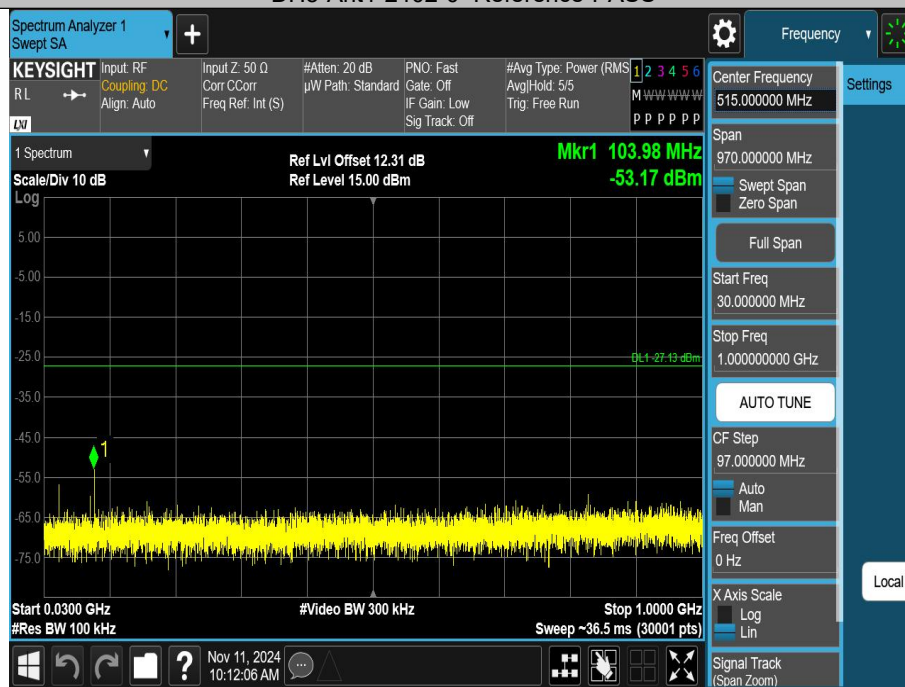 Spectrum Analyzer 1
Swept SA
Frequency
KEYSIGHT
RL
LXI
Input: RF
Coupling: DC
Align: Auto
Input Z: 50 Ω
Corr CCorr
Freq Ref: Int (S)
#Atten: 20 dB
µW Path: Standard
PNO: Fast
Gate: Off
IF Gain: Low
Sig Track: Off
#Avg Type: Power (RMS
Avg|Hold: 5/5
Trig: Free Run
1 2 3 4 5 6
M W W W W W
P P P P P P
Center Frequency
515.000000 MHz
Settings
Span
970.000000 MHz
Swept Span
Zero Span
Full Span
Start Freq
30.000000 MHz
Stop Freq
1.000000000 GHz
AUTO TUNE
CF Step
97.000000 MHz
Auto
Man
Freq Offset
0 Hz
X Axis Scale
Log
Lin
Signal Track
(Span Zoom)
Local
1 Spectrum
Scale/Div 10 dB
Log
Ref Lvl Offset 12.31 dB
Ref Level 15.00 dBm
Mkr1 103.98 MHz
-53.17 dBm
5.00
-5.00
-15.0
-25.0
DL1 -27.13 dBm
-35.0
-45.0
1
-55.0
-65.0
-75.0
Start 0.0300 GHz
#Video BW 300 kHz
Stop 1.0000 GHz
#Res BW 100 kHz
Sweep ~36.5 ms (30001 pts)
?
Nov 11, 2024
10:12:06 AM